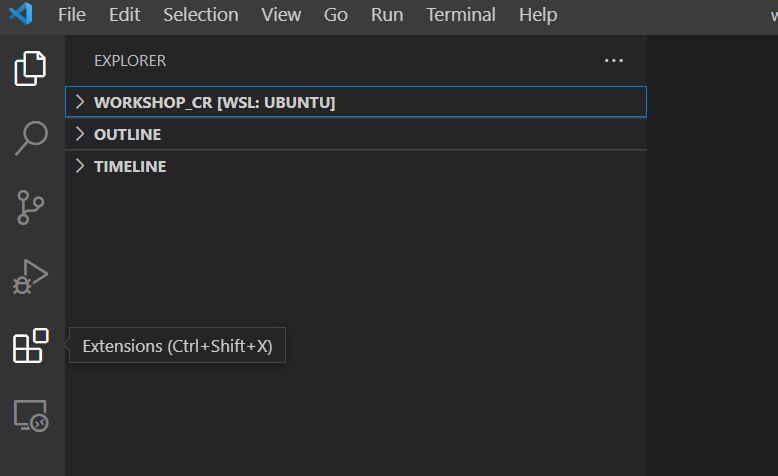 File Edit Selection View Go Run Terminal Help
EXPLORER
WORKSHOP_CR [WSL: UBUNTU]
OUTLINE
TIMELINE
Extensions (Ctrl+Shift+X)